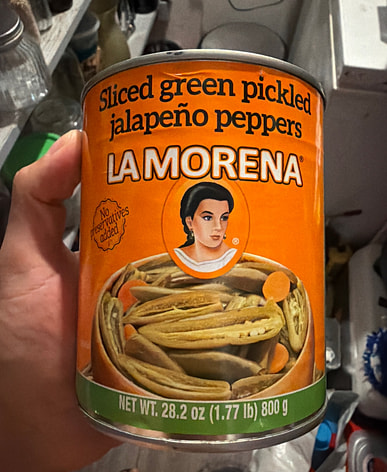 Sliced green pickled
jalapeño peppers
LA MORENA®
No
preservatives
added
®
NET WT. 28.2 oz (1.77 lb) 800 g